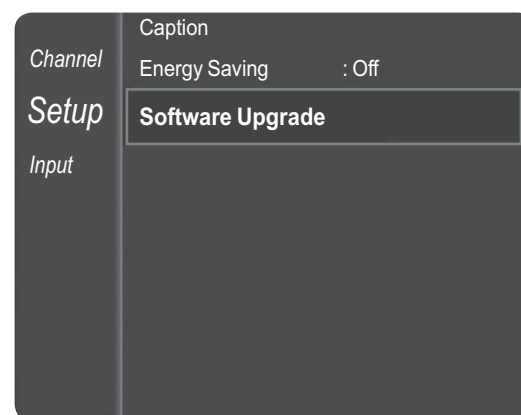 Channel
Setup
Input
Caption
Energy Saving : Off
Software Upgrade